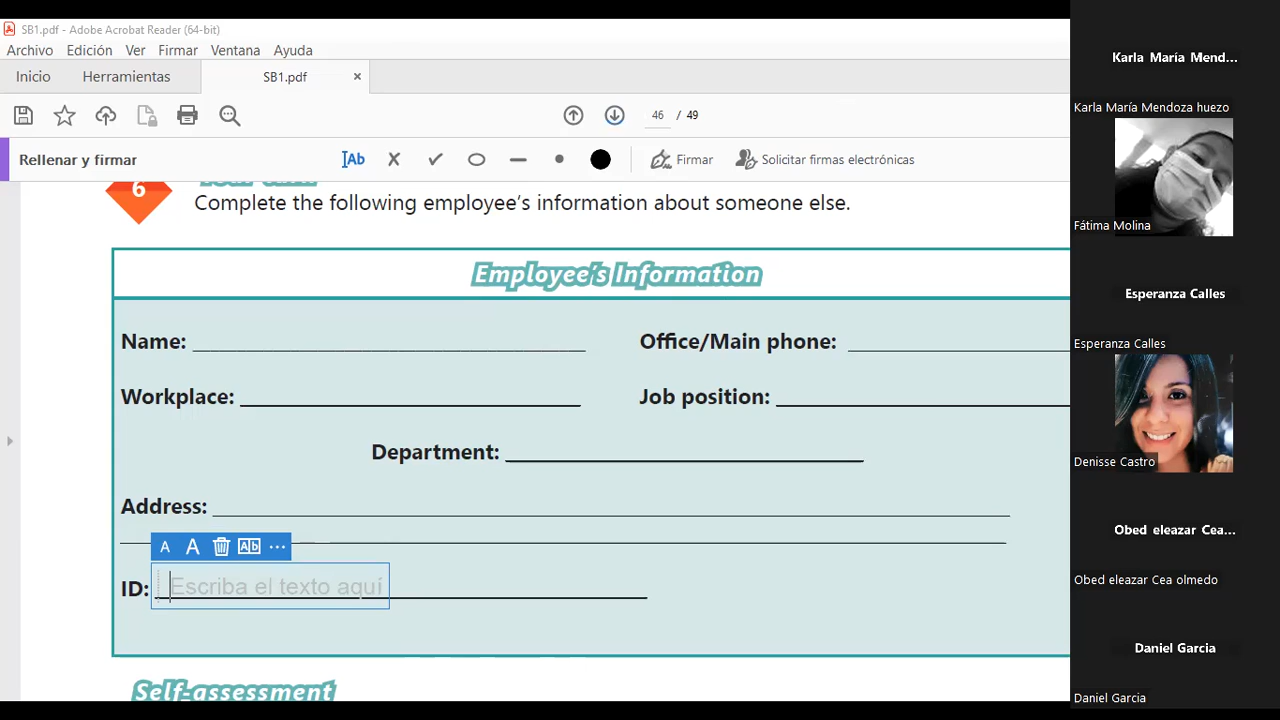 SB1.pdf - Adobe Acrobat Reader (64-bit)
Archivo Edición Ver Firmar Ventana Ayuda
Inicio Herramientas SB1.pdf ×
46 / 49
Rellenar y firmar
Ab Firmar Solicitar firmas electrónicas
6
Complete the following employee's information about someone else.
Employee's Information
Name: Office/Main phone:
Workplace: Job position:
Department:
Address:
A A Ab ...
ID: Escriba el texto aquí
Self-assessment
Karla María Mend...
Karla María Mendoza huezo
Fátima Molina
Esperanza Calles
Esperanza Calles
Denisse Castro
Obed eleazar Cea...
Obed eleazar Cea olmedo
Daniel Garcia
Daniel Garcia